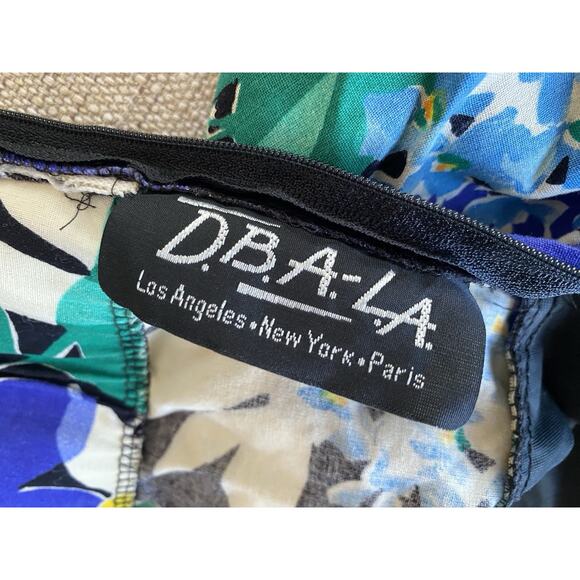 D.B.A.-L.A.
Los Angeles • New York • Paris